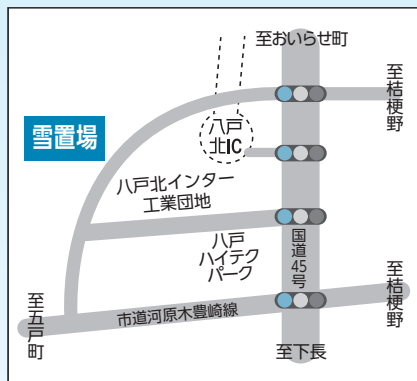 至おいらせ町
至桔梗野
雪置場
八戸
北IC
八戸北インター
工業団地
八戸
ハイテク
パーク
国道45号
至桔梗野
至五戸町
市道河原木豊崎線
至下長